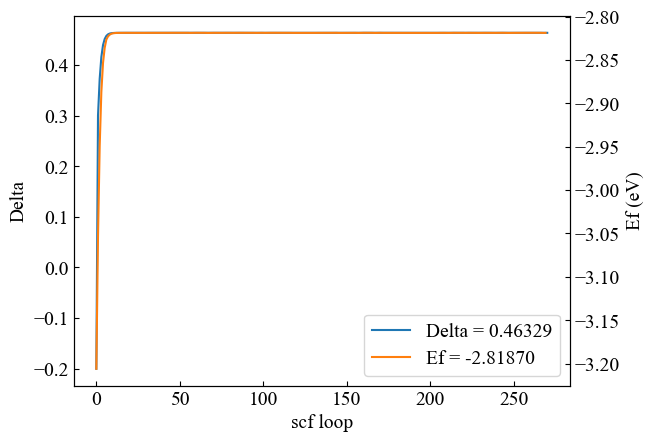 Delta
0.4
0.3
0.2
0.1
0.0
−0.1
−0.2
−2.80
−2.85
−2.90
−2.95
−3.00
−3.05
−3.10
−3.15
−3.20
Ef (eV)
Delta = 0.46329
Ef = -2.81870
0 50 100 150 200 250
scf loop